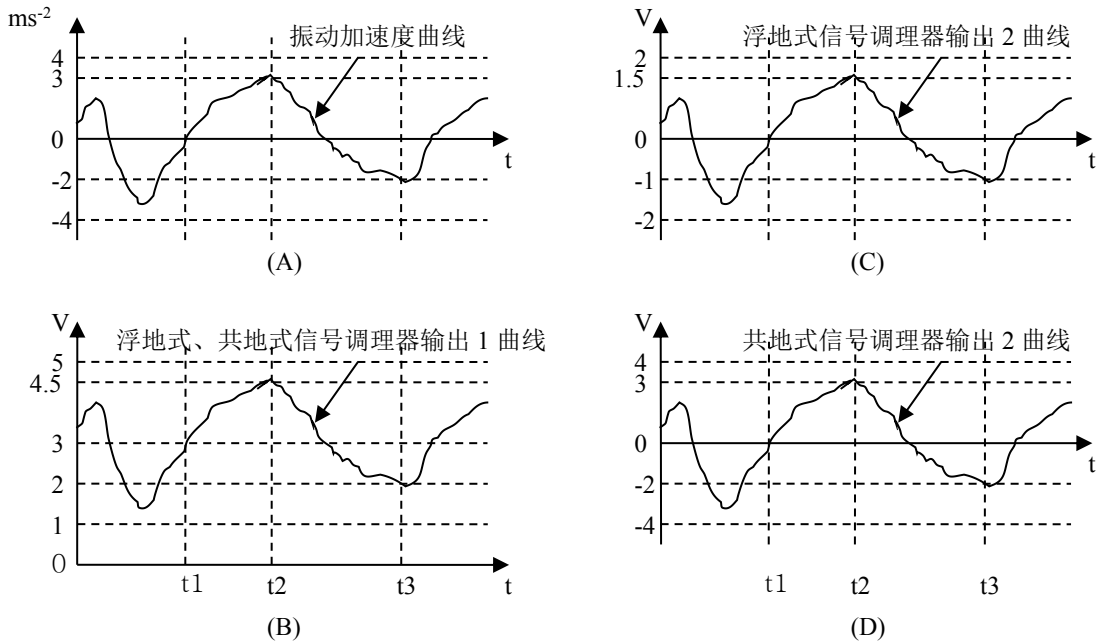 ms-2
振动加速度曲线
4
3
0
-2
-4
t
(A)
V
浮地式信号调理器输出 2 曲线
2
1.5
0
-1
-2
t
(C)
V
浮地式、共地式信号调理器输出 1 曲线
5
4.5
3
2
1
0
t1
t2
t3
t
(B)
V
共地式信号调理器输出 2 曲线
4
3
0
-2
-4
t
t1
t2
t3
(D)